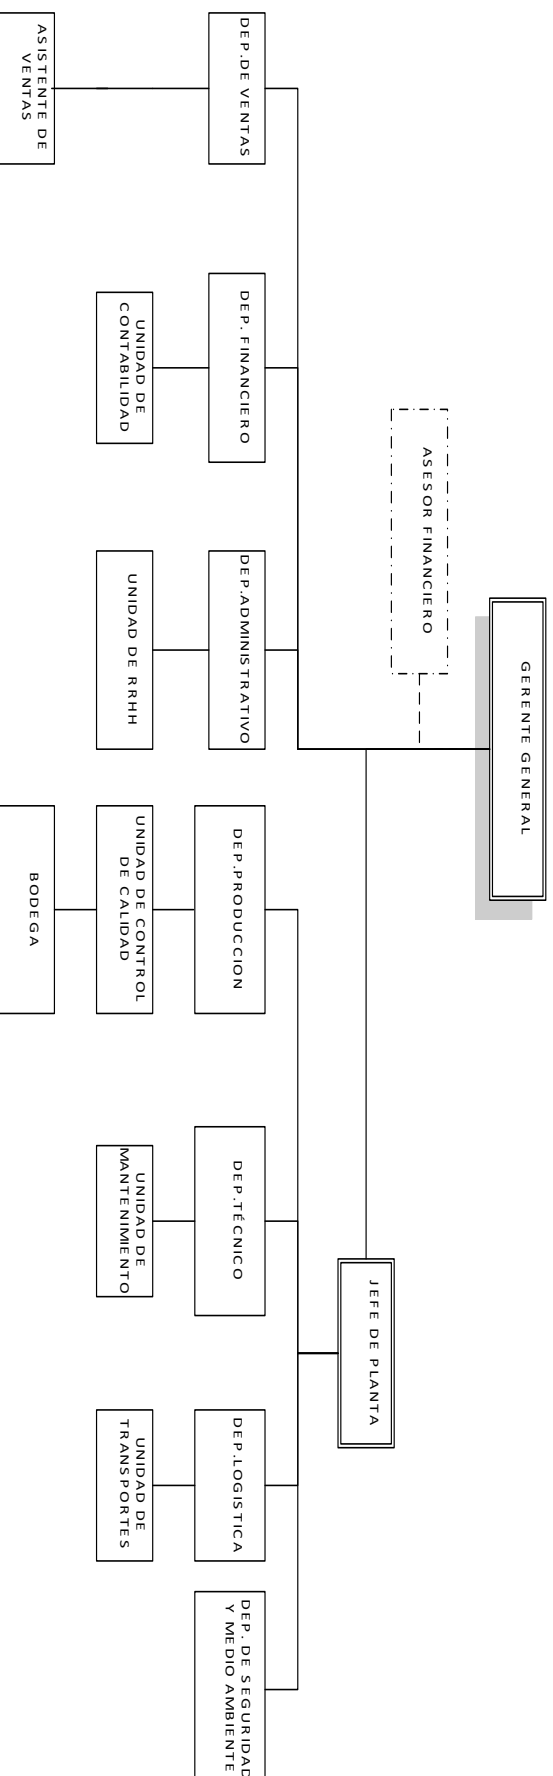 GERENTE GENERAL
ASESOR FINANCIERO
JEFE DE PLANTA
DEP.DE VENTAS
DEP. FINANCIERO
DEP.ADMINISTRATIVO
DEP.PRODUCCION
DEP.TÉCNICO
DEP.LOGISTICA
DEP. DE SEGURIDAD
Y MEDIO AMBIENTE
UNIDAD DE
CONTABILIDAD
UNIDAD DE RRHH
UNIDAD DE CONTROL
DE CALIDAD
UNIDAD DE
MANTENIMIENTO
UNIDAD DE
TRANSPORTES
ASISTENTE DE
VENTAS
BODEGA